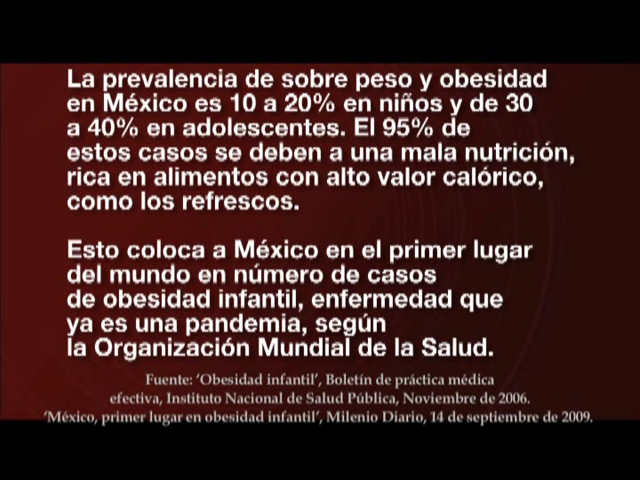 La prevalencia de sobre peso y obesidad
en México es 10 a 20% en niños y de 30
a 40% en adolescentes. El 95% de
estos casos se deben a una mala nutrición,
rica en alimentos con alto valor calórico,
como los refrescos.
Esto coloca a México en el primer lugar
del mundo en número de casos
de obesidad infantil, enfermedad que
ya es una pandemia, según
la Organización Mundial de la Salud.
Fuente: ‘Obesidad infantil’, Boletín de práctica médica
efectiva, Instituto Nacional de Salud Pública, Noviembre de 2006.
‘México, primer lugar en obesidad infantil’, Milenio Diario, 14 de septiembre de 2009.